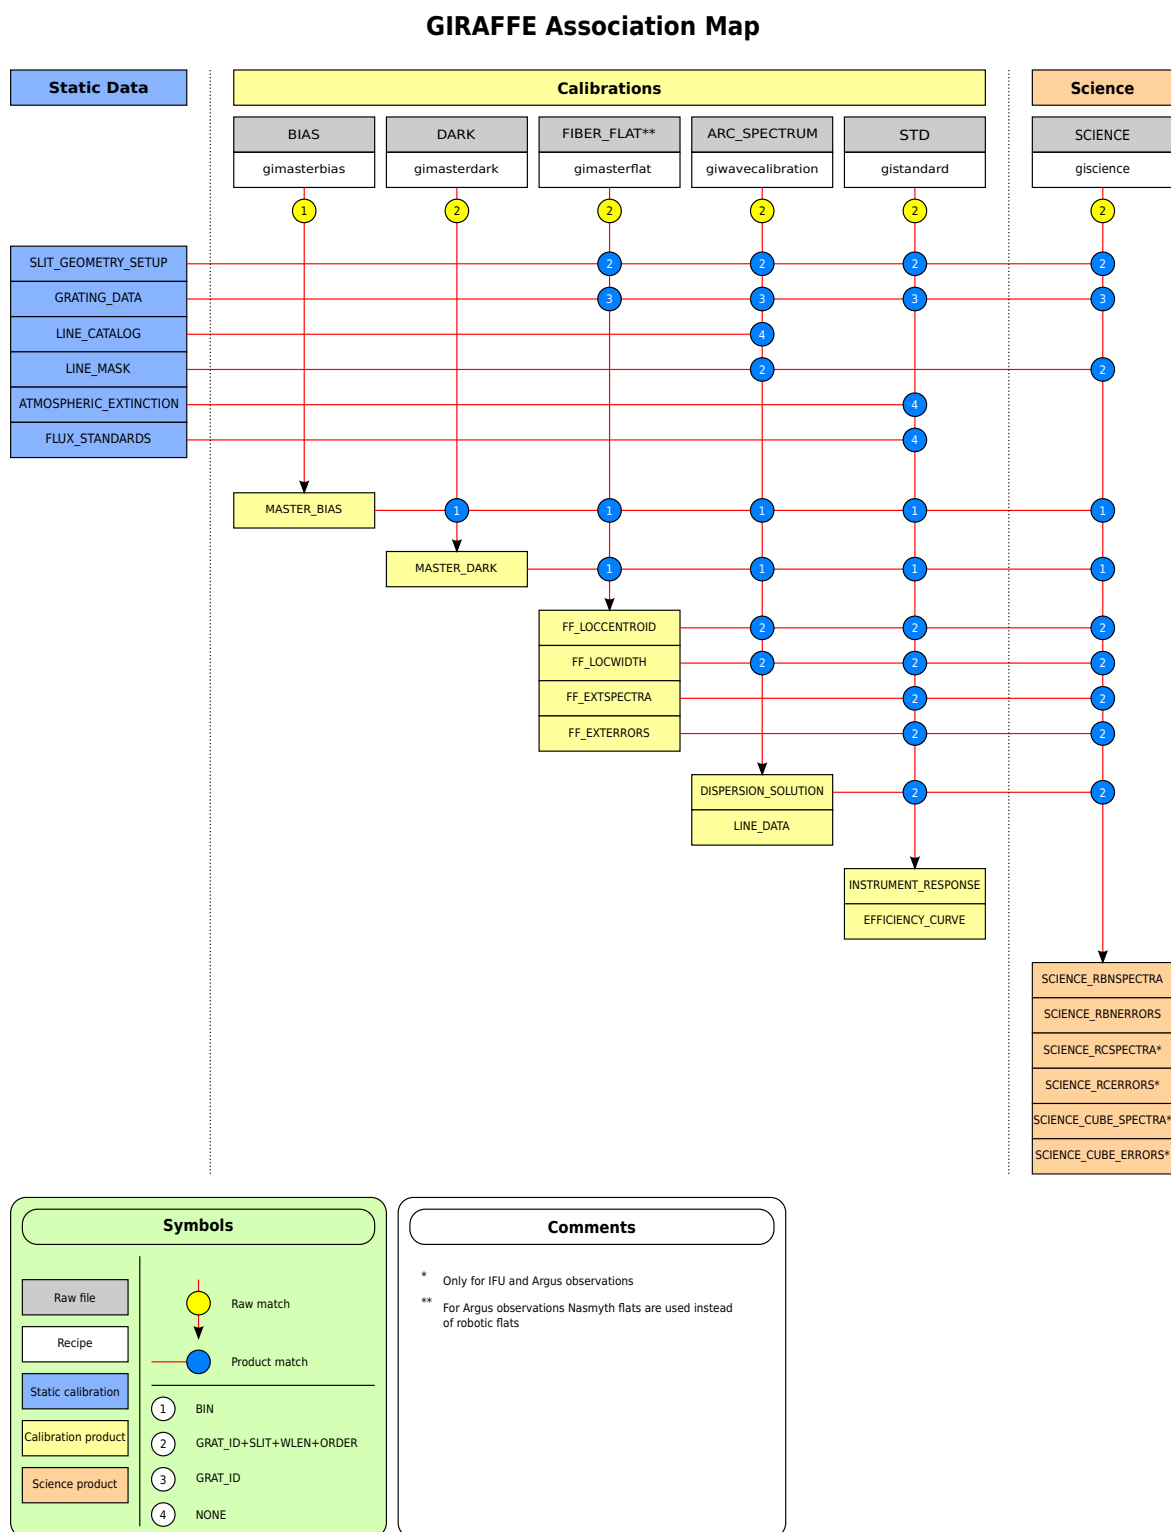 GIRAFFE Association Map
Static Data
Calibrations
Science
BIAS
DARK
FIBER_FLAT**
ARC_SPECTRUM
STD
SCIENCE
gimasterbias
gimasterdark
gimasterflat
giwavecalibration
gistandard
giscience
1
2
2
2
2
2
SLIT_GEOMETRY_SETUP
2
2
2
2
GRATING_DATA
3
3
3
3
LINE_CATALOG
4
LINE_MASK
2
2
ATMOSPHERIC_EXTINCTION
4
FLUX_STANDARDS
4
MASTER_BIAS
1
1
1
1
1
MASTER_DARK
1
1
1
1
FF_LOCCENTROID
2
2
2
FF_LOCWIDTH
2
2
2
FF_EXTSPECTRA
2
2
FF_EXTERRORS
2
2
DISPERSION_SOLUTION
2
2
LINE_DATA
INSTRUMENT_RESPONSE
EFFICIENCY_CURVE
SCIENCE_RBNSPECTRA
SCIENCE_RBNERRORS
SCIENCE_RCSPECTRA*
SCIENCE_RCERRORS*
SCIENCE_CUBE_SPECTRA*
SCIENCE_CUBE_ERRORS*
Symbols
Raw file
Recipe
Static calibration
Calibration product
Science product
Raw match
Product match
1 BIN
2 GRAT_ID+SLIT+WLEN+ORDER
3 GRAT_ID
4 NONE
Comments
* Only for IFU and Argus observations
** For Argus observations Nasmyth flats are used instead
of robotic flats